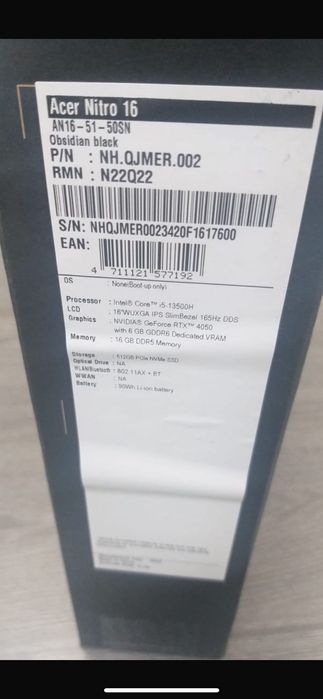 Acer Nitro 16
AN16-51-50SN
Obsidian black
P/N : NH.QJMER.002
RMN : N22Q22
S/N: NHQJMER0023420F1617600
EAN:
4 711121 577192
OS : None(Boot-up only)
Processor : Intel® Core™ i5-13500H
LCD : 16"WUXGA IPS SlimBezel 165Hz DDS
Graphics : NVIDIA® GeForce RTX™ 4050
with 6 GB GDDR6 Dedicated VRAM
Memory : 16 GB DDR5 Memory
Storage : 512GB PCIe NVMe SSD
Optical Drive : NA
WLAN/Bluetooth : 802.11AX + BT
WWAN : NA
Battery : 90Wh Li-ion battery